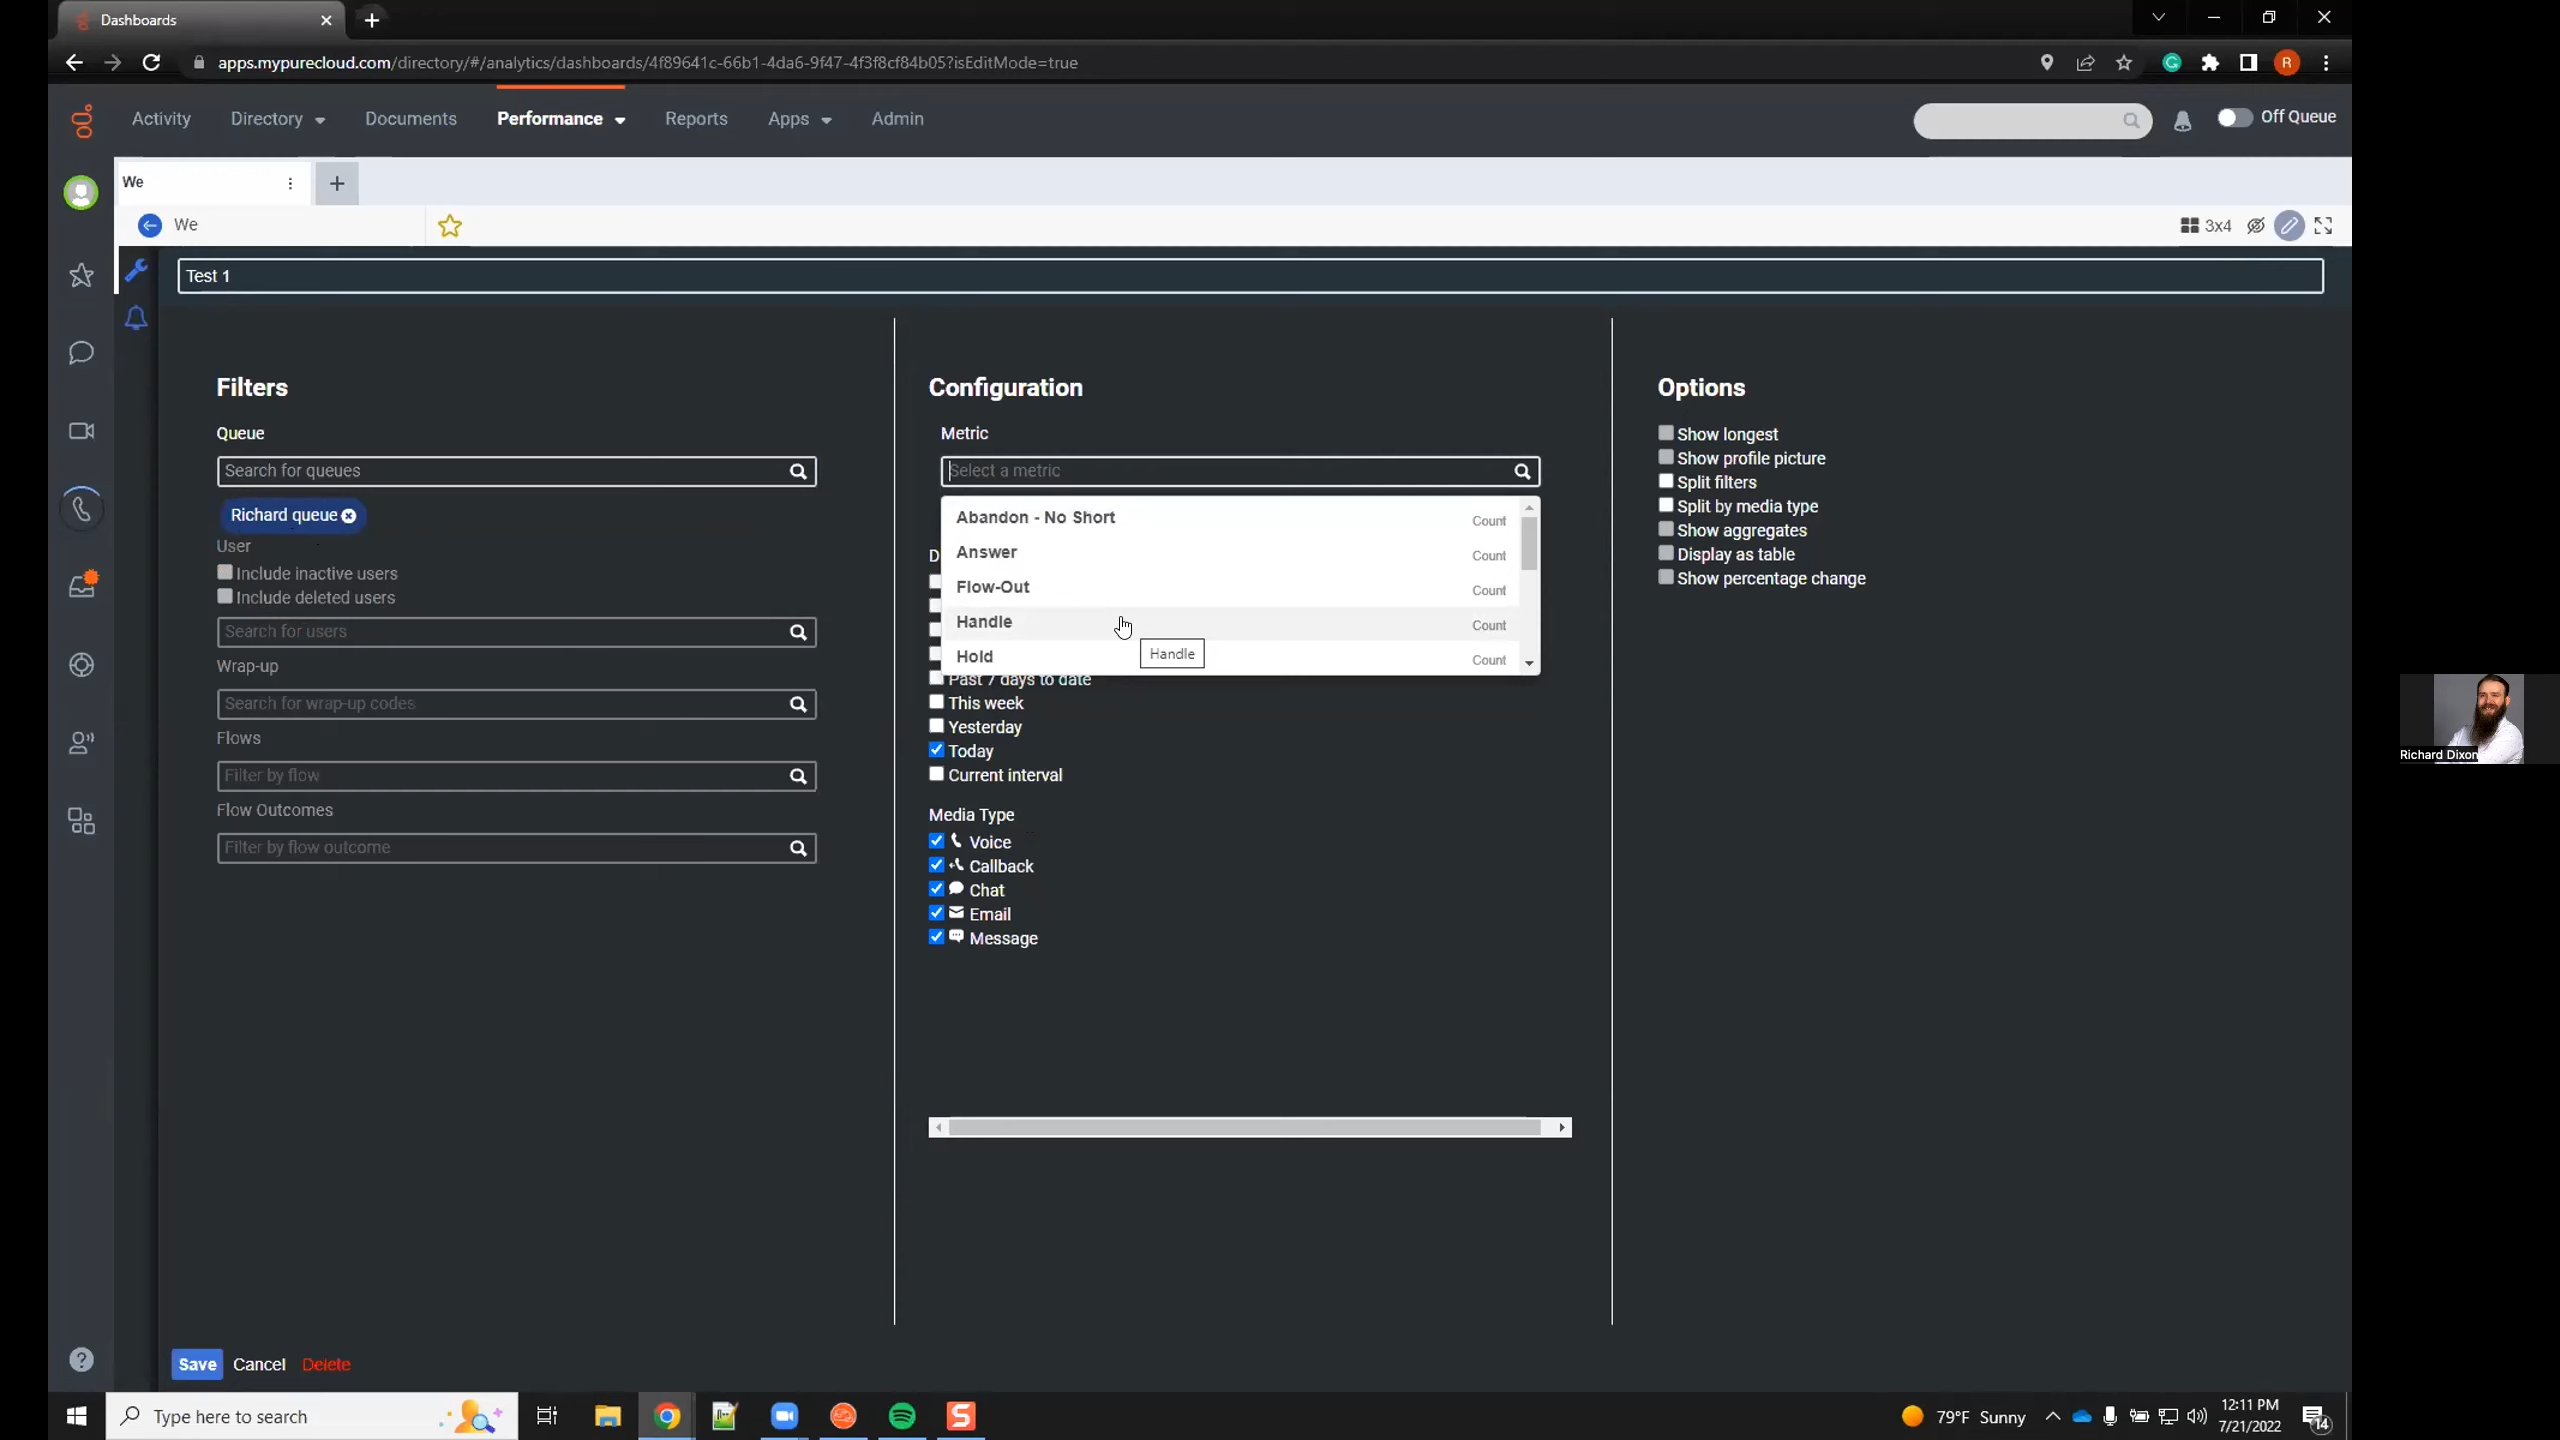 Dashboards
apps.mypurecloud.com/directory/#/analytics/dashboards/4f89641c-66b1-4da6-9f47-4f3f8cf84b05?isEditMode=true
R
Activity
Directory
Documents
Performance
Reports
Apps
Admin
Off Queue
We
We
3x4
Test 1
Filters
Queue
Search for queues
Richard queue
User
Include inactive users
Include deleted users
Search for users
Wrap-up
Search for wrap-up codes
Flows
Filter by flow
Flow Outcomes
Filter by flow outcome
Configuration
Metric
Select a metric
Abandon - No Short Count
Answer Count
Flow-Out Count
Handle Count
Handle
Hold Count
D
Past 7 days to date
This week
Yesterday
Today
Current interval
Media Type
Voice
Callback
Chat
Email
Message
Options
Show longest
Show profile picture
Split filters
Split by media type
Show aggregates
Display as table
Show percentage change
Richard Dixon
Save Cancel Delete
Type here to search
79°F Sunny
12:11 PM
7/21/2022
14